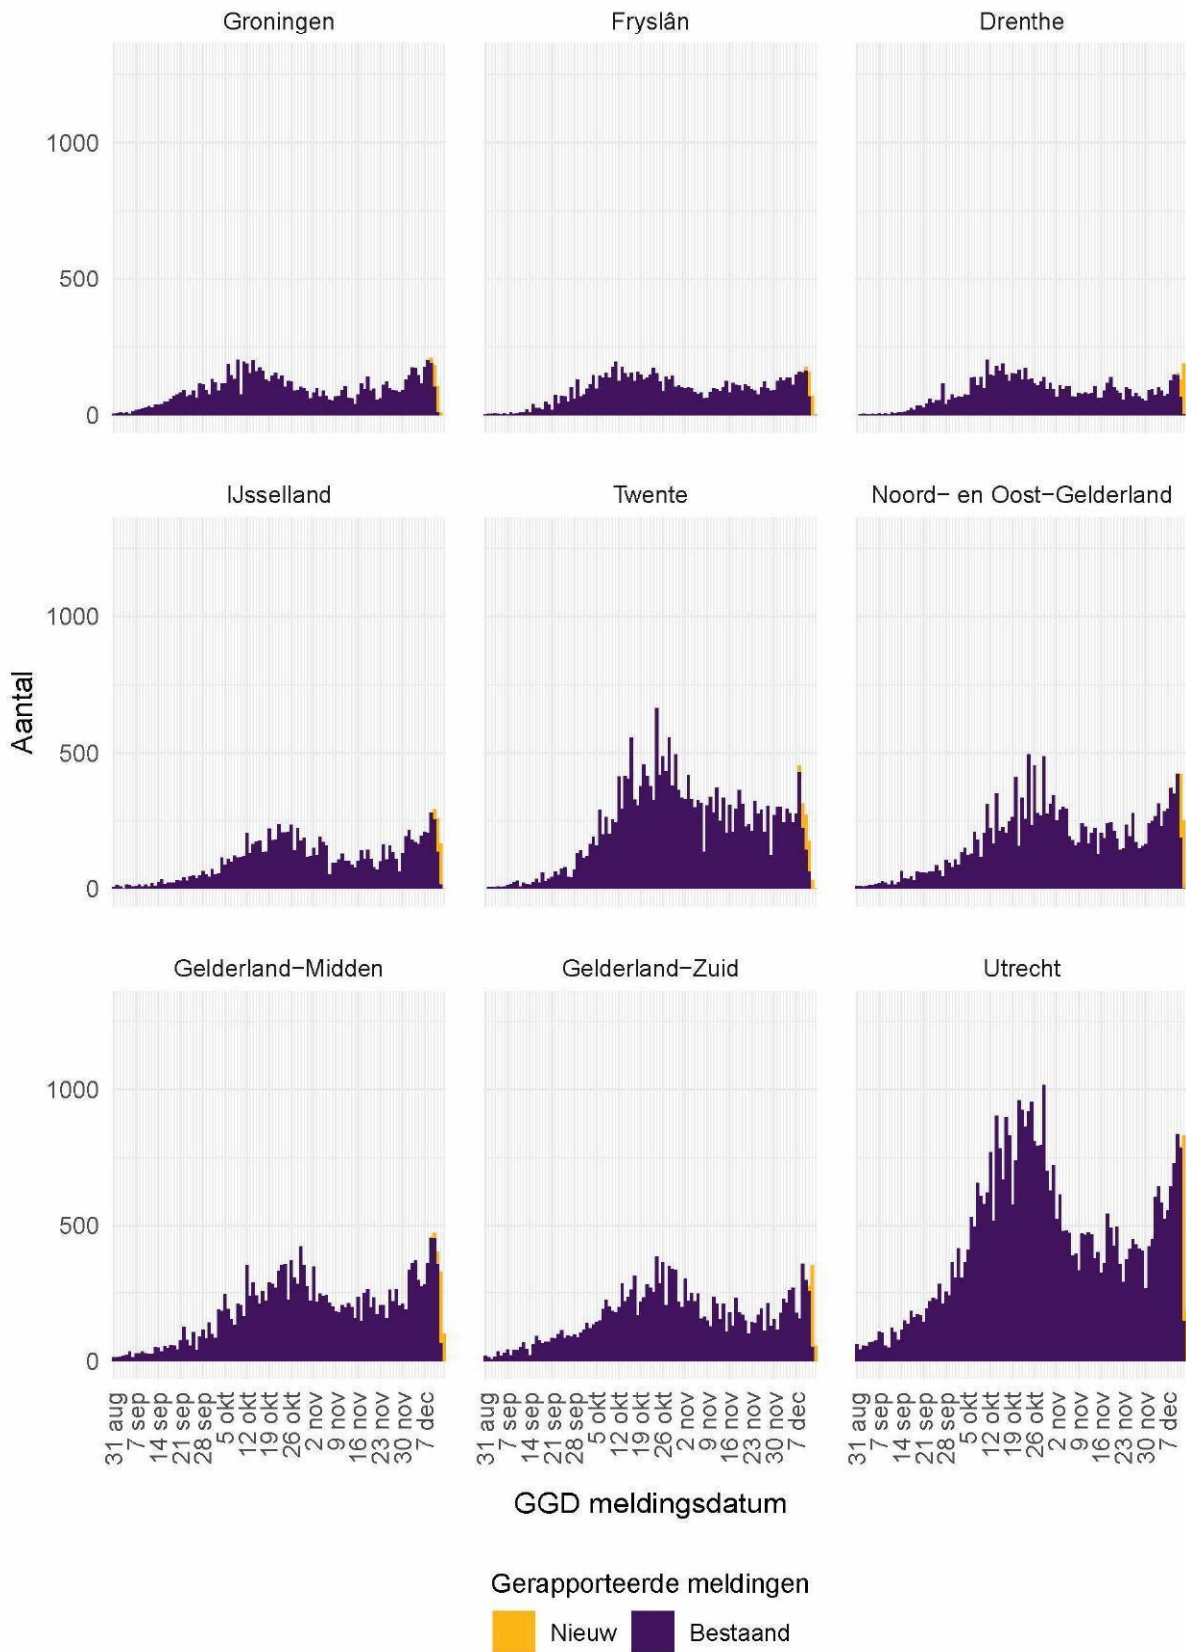 Groningen
Fryslân
Drenthe
1000
500
0
IJsselland
Twente
Noord- en Oost-Gelderland
1000
500
0
Aantal
Gelderland-Midden
Gelderland-Zuid
Utrecht
1000
500
0
31 aug
7 sep
14 sep
21 sep
28 sep
5 okt
12 okt
19 okt
26 okt
2 nov
9 nov
16 nov
23 nov
30 nov
7 dec
31 aug
7 sep
14 sep
21 sep
28 sep
5 okt
12 okt
19 okt
26 okt
2 nov
9 nov
16 nov
23 nov
30 nov
7 dec
31 aug
7 sep
14 sep
21 sep
28 sep
5 okt
12 okt
19 okt
26 okt
2 nov
9 nov
16 nov
23 nov
30 nov
7 dec
GGD meldingsdatum
Gerapporteerde meldingen
Nieuw Bestaand